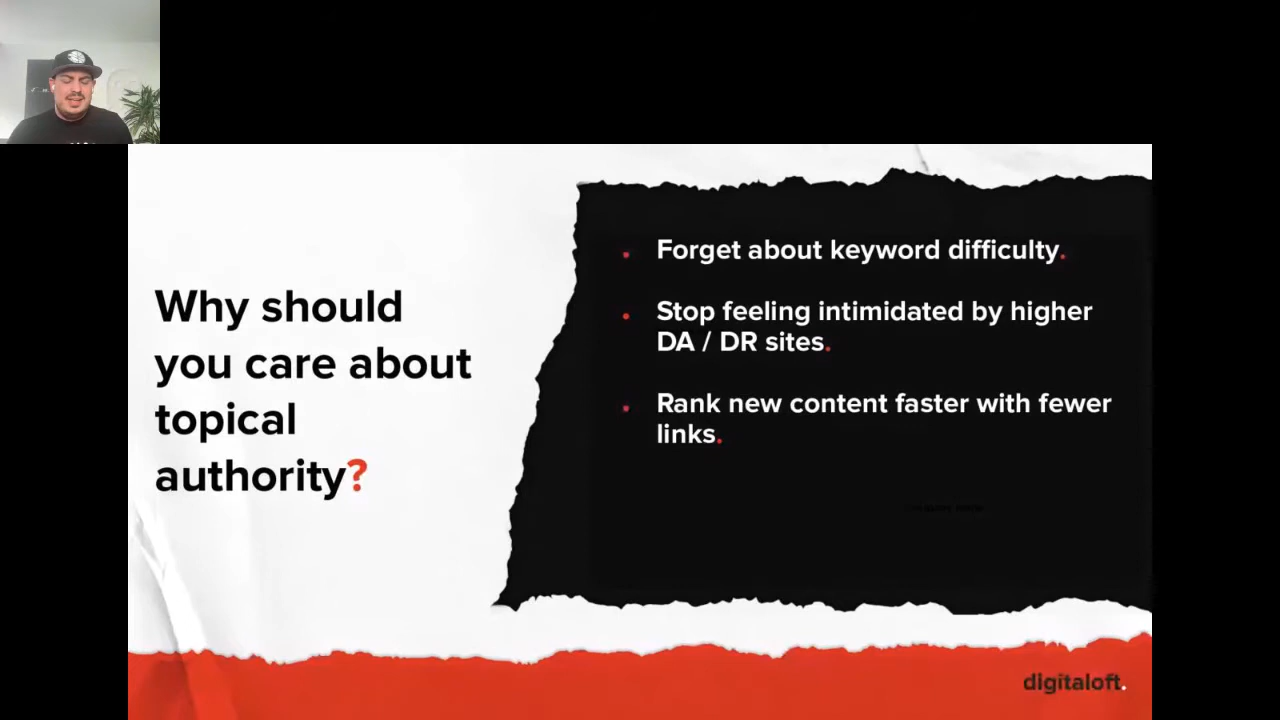 Why should
you care about
topical
authority?
• Forget about keyword difficulty.
• Stop feeling intimidated by higher
DA / DR sites.
• Rank new content faster with fewer
links.
digitaloft.